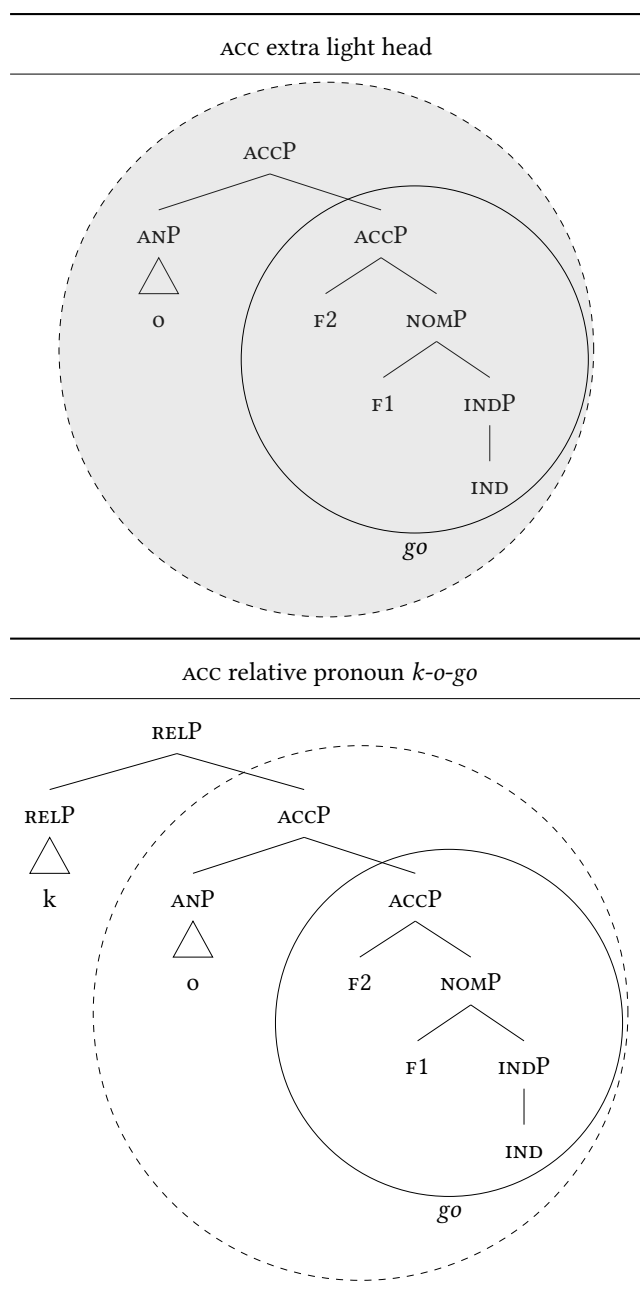 ACC extra light head
ACCP
ANP ACCP
o F2 NOMP
F1 INDP
IND
go
ACC relative pronoun k-o-go
RELP
RELP ACCP
k ANP ACCP
o F2 NOMP
F1 INDP
IND
go